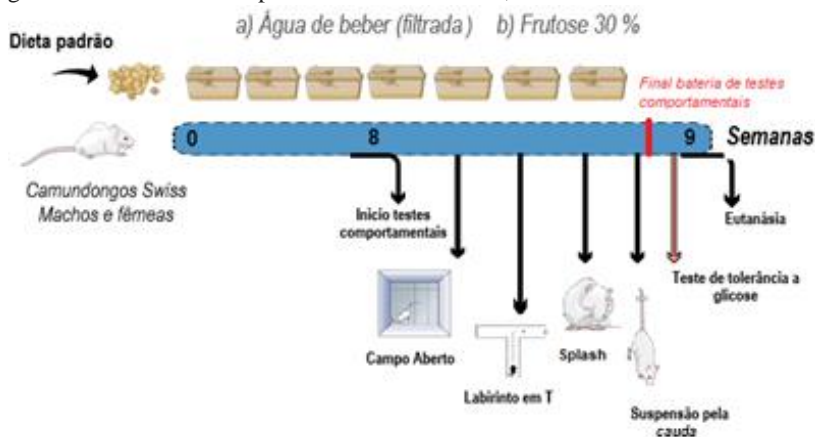 a) Água de beber (filtrada) b) Frutose 30 %
Dieta padrão
Final bateria de testes
comportamentais
0 8 9 Semanas
Camundongos Swiss
Machos e fêmeas
Inicio testes
comportamentais
Eutanásia
Teste de tolerância a
glicose
Campo Aberto
Splash
Labirinto em T
Suspensão pela
cauda